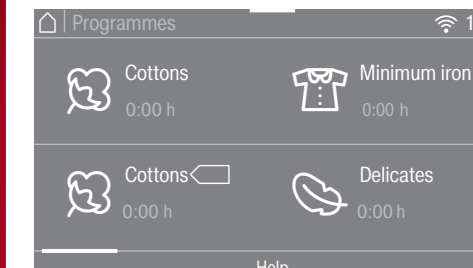 Programmes
Cottons
0:00 h
Minimum iron
0:00 h
Cottons
0:00 h
Delicates
0:00 h
Help